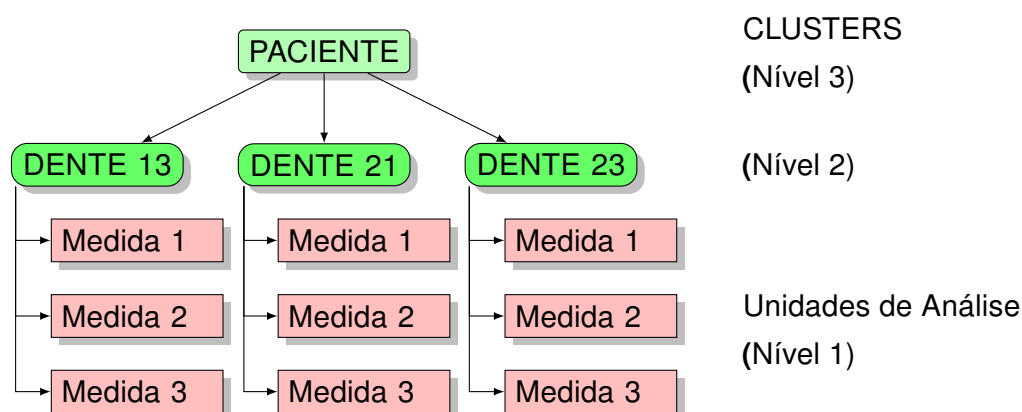 PACIENTE
CLUSTERS
(Nível 3)
DENTE 13
DENTE 21
DENTE 23
(Nível 2)
Medida 1
Medida 1
Medida 1
Medida 2
Medida 2
Medida 2
Unidades de Análise
(Nível 1)
Medida 3
Medida 3
Medida 3